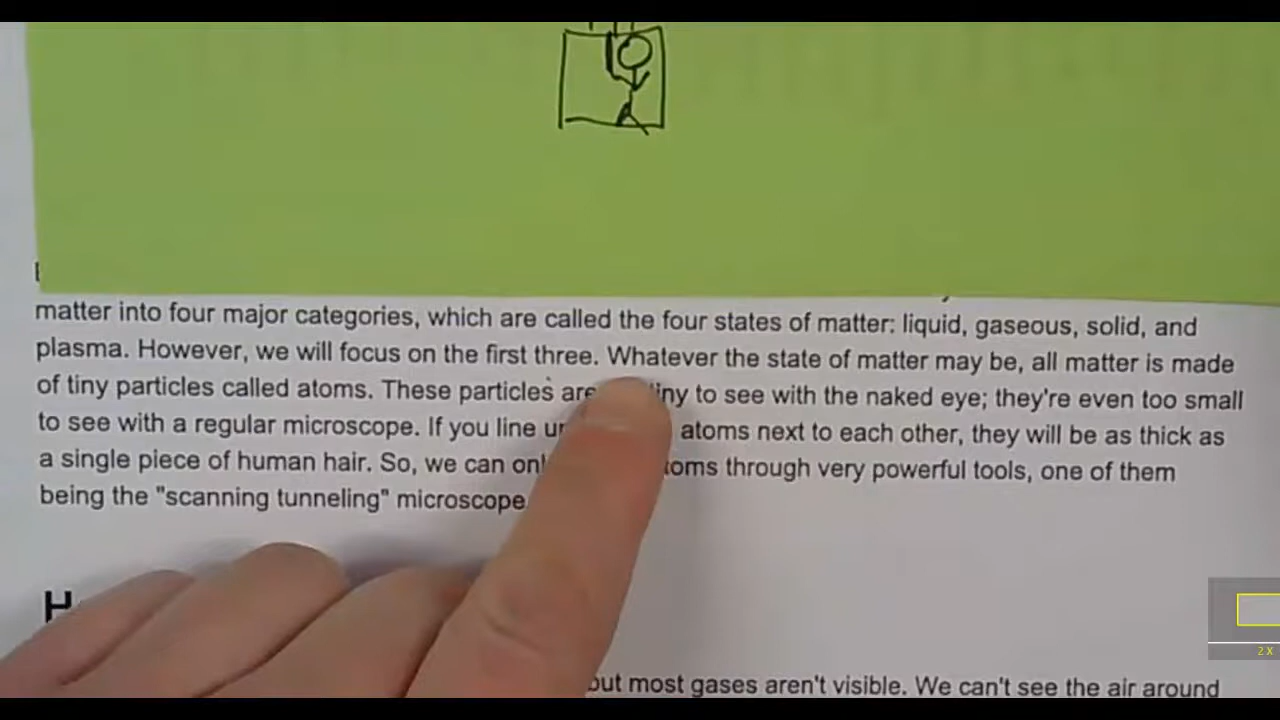 matter into four major categories, which are called the four states of matter: liquid, gaseous, solid, and
plasma. However, we will focus on the first three. Whatever the state of matter may be, all matter is made
of tiny particles called atoms. These particles are tiny to see with the naked eye; they're even too small
to see with a regular microscope. If you line atoms next to each other, they will be as thick as
a single piece of human hair. So, we can through very powerful tools, one of them
being the "scanning tunneling" microscope
but most gases aren't visible. We can't see the air around
2 X